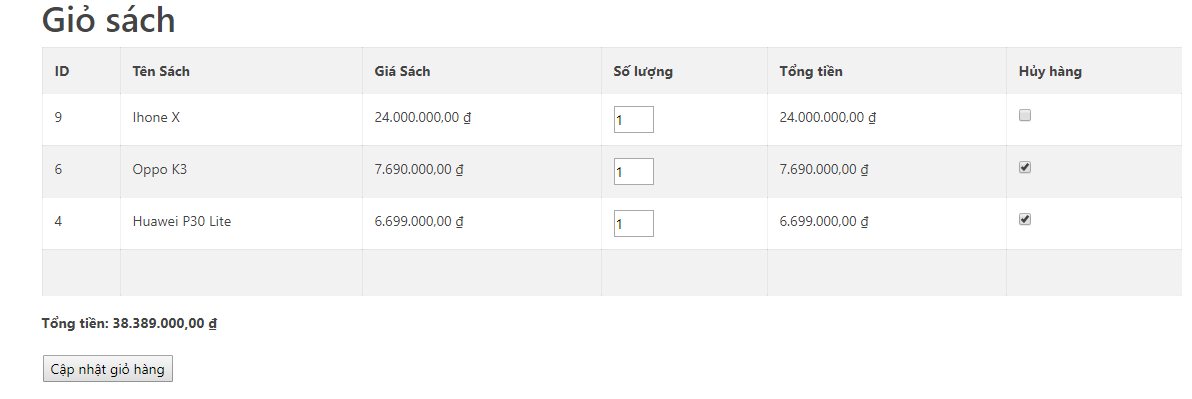 Giỏ sách
ID Tên Sách Giá Sách Số lượng Tổng tiền Hủy hàng
9 Ihone X 24.000.000,00 ₫ 1 24.000.000,00 ₫
6 Oppo K3 7.690.000,00 ₫ 1 7.690.000,00 ₫
4 Huawei P30 Lite 6.699.000,00 ₫ 1 6.699.000,00 ₫
Tổng tiền: 38.389.000,00 ₫
Cập nhật giỏ hàng